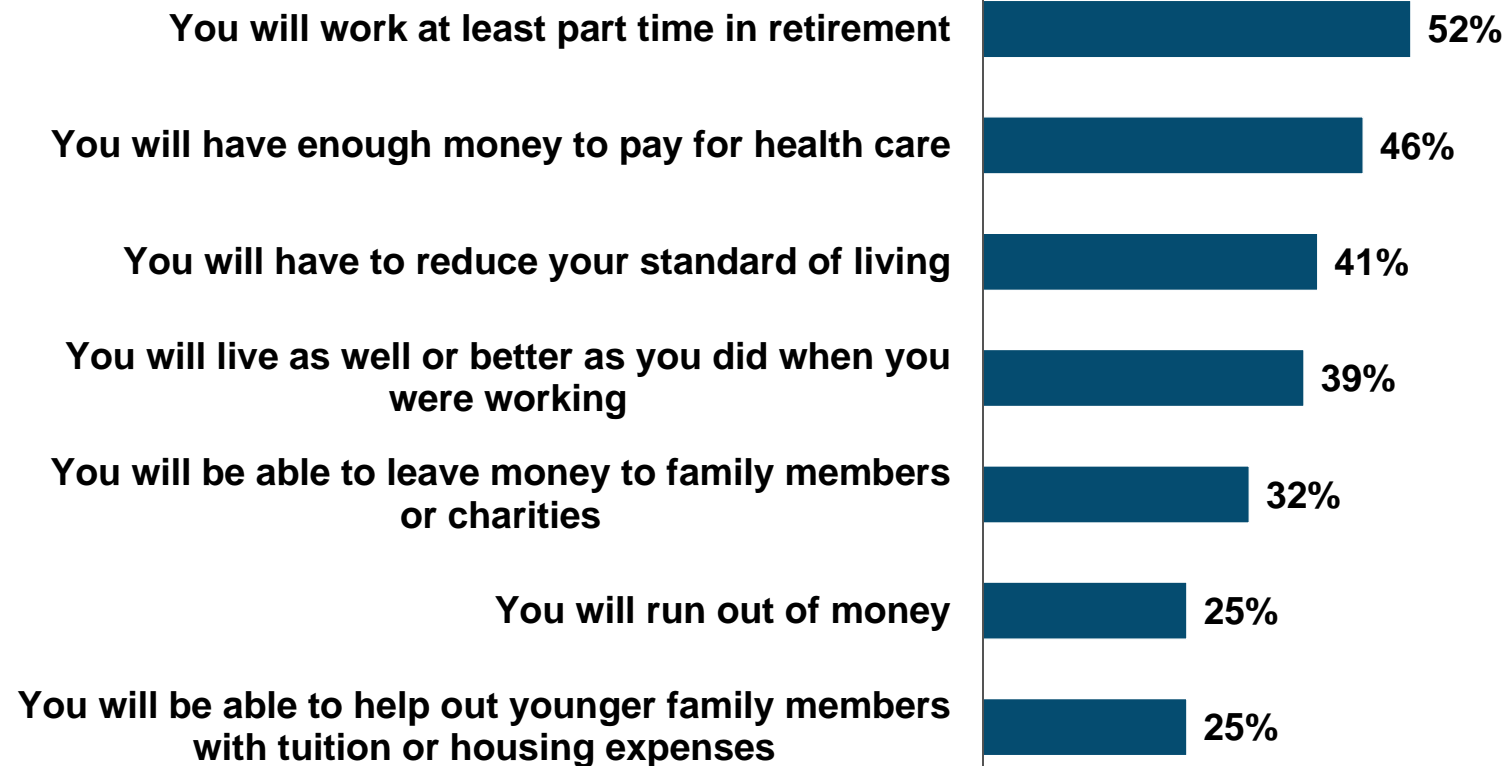 You will work at least part time in retirement
52%
You will have enough money to pay for health care
46%
You will have to reduce your standard of living
41%
You will live as well or better as you did when you
were working
39%
You will be able to leave money to family members
or charities
32%
You will run out of money
25%
You will be able to help out younger family members
with tuition or housing expenses
25%